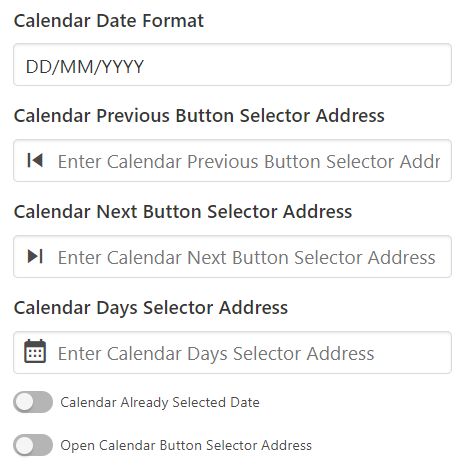 Calendar Date Format
DD/MM/YYYY
Calendar Previous Button Selector Address
Enter Calendar Previous Button Selector Addr
Calendar Next Button Selector Address
Enter Calendar Next Button Selector Address
Calendar Days Selector Address
Enter Calendar Days Selector Address
Calendar Already Selected Date
Open Calendar Button Selector Address